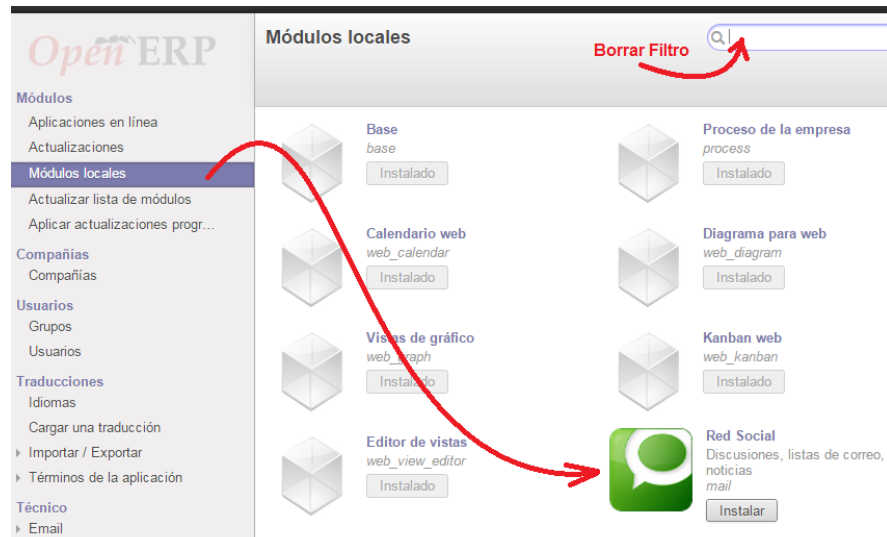 Open ERP
Módulos
Aplicaciones en línea
Actualizaciones
Módulos locales
Actualizar lista de módulos
Aplicar actualizaciones progr...
Compañías
Compañías
Usuarios
Grupos
Usuarios
Traducciones
Idiomas
Cargar una traducción
Importar / Exportar
Términos de la aplicación
Técnico
Email
Módulos locales
Borrar Filtro
Base
base
Instalado
Proceso de la empresa
process
Instalado
Calendario web
web_calendar
Instalado
Diagrama para web
web_diagram
Instalado
Vistas de gráfico
web_graph
Instalado
Kanban web
web_kanban
Instalado
Editor de vistas
web_view_editor
Instalado
Red Social
Discusiones, listas de correo,
noticias
mail
Instalar